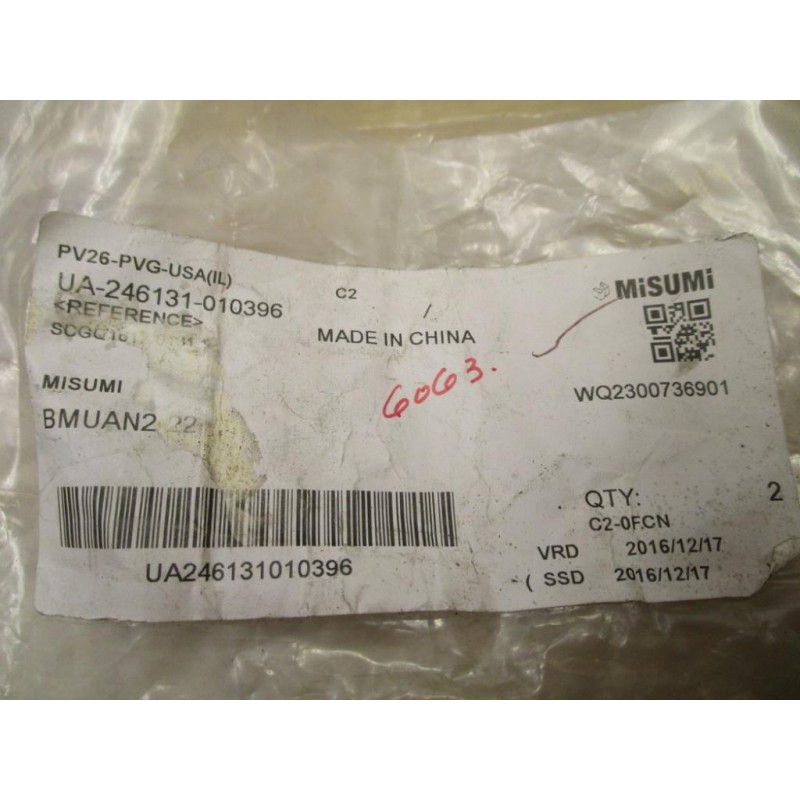 PV26-PVG-USA(IL)
UA-246131-010396
<REFERENCE>
C2
/
MADE IN CHINA
MiSUMi
WQ2300736901
6063.
MISUMI
BMUAN2 22
QTY: 2
C2-0FCN
VRD 2016/12/17
( SSD 2016/12/17
UA246131010396